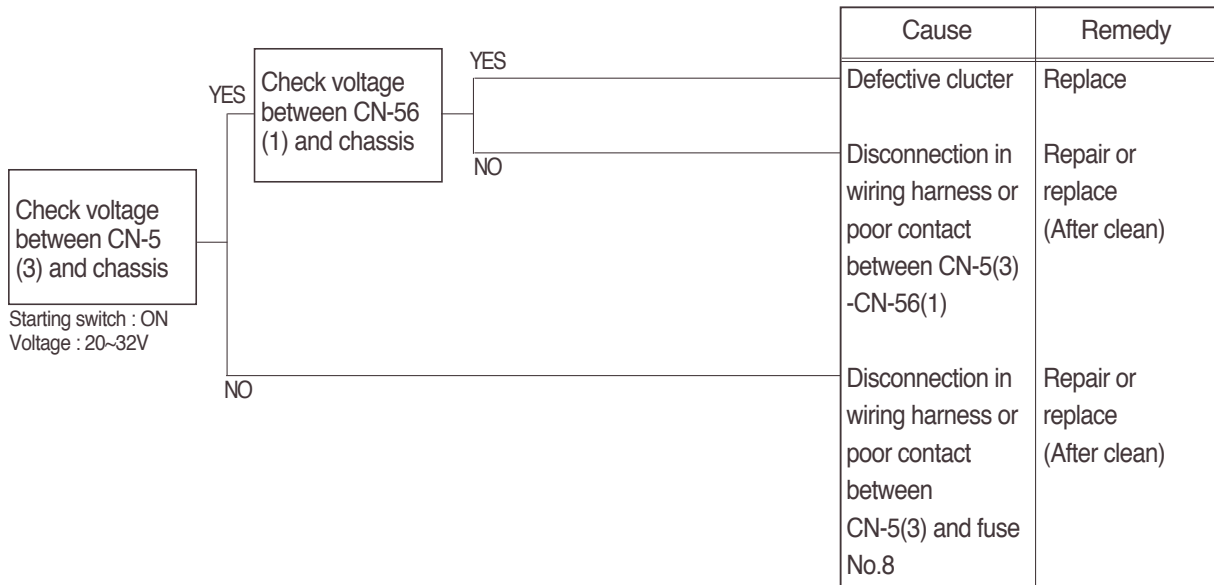 Check voltage
between CN-5
(3) and chassis
Starting switch : ON
Voltage : 20~32V
YES
NO
Check voltage
between CN-56
(1) and chassis
YES
NO
Cause
Remedy
Defective clucter
Replace
Disconnection in
wiring harness or
poor contact
between CN-5(3)
-CN-56(1)
Repair or
replace
(After clean)
Disconnection in
wiring harness or
poor contact
between
CN-5(3) and fuse
No.8
Repair or
replace
(After clean)